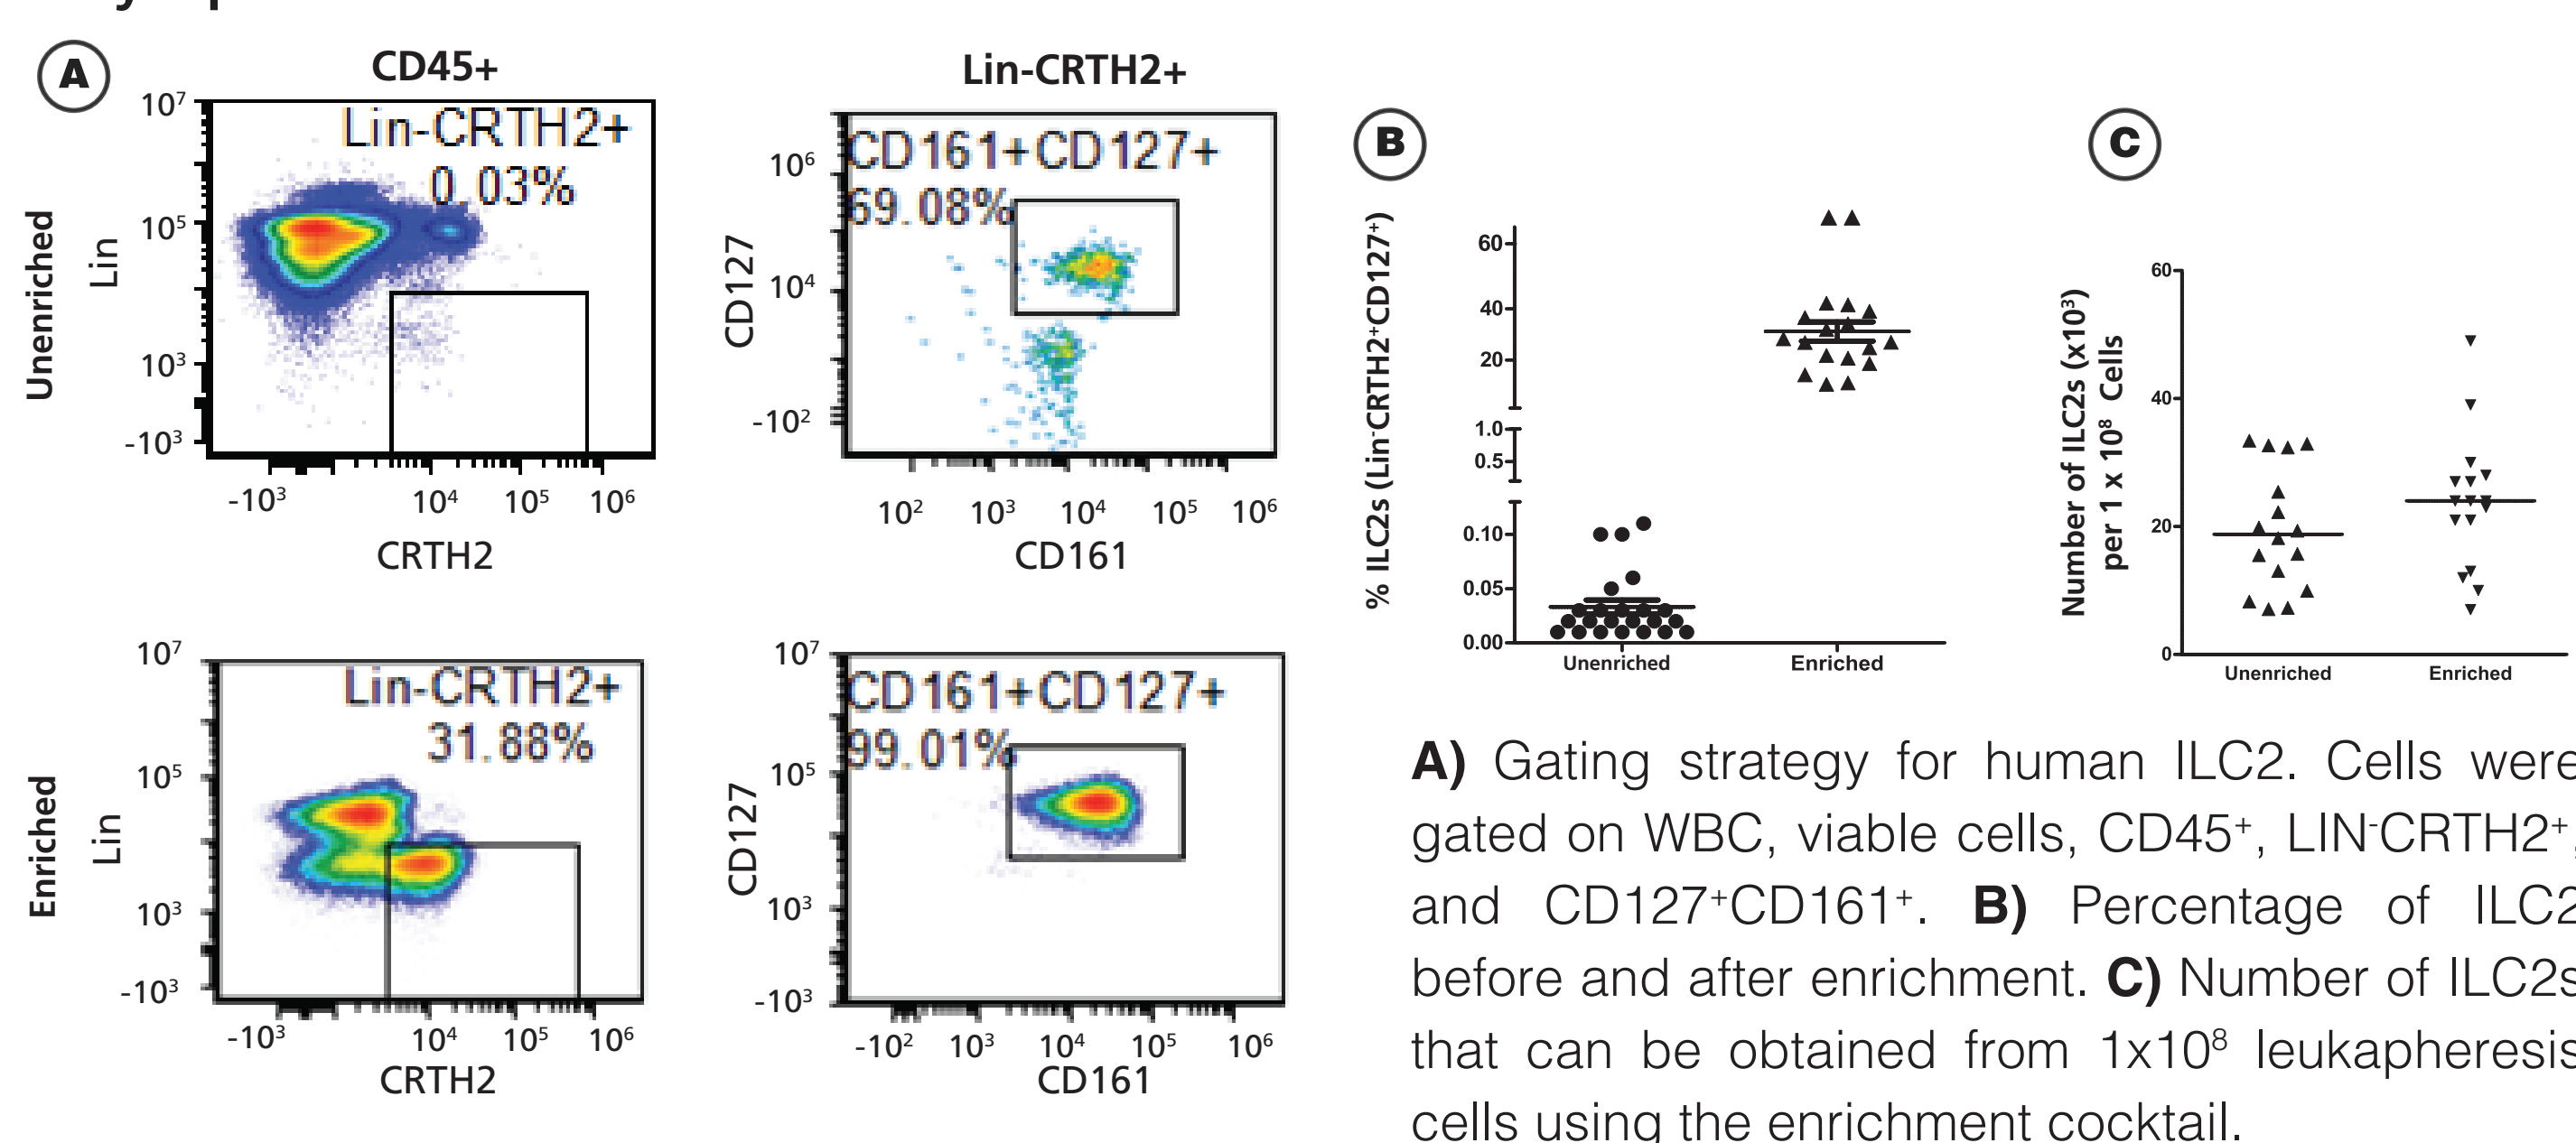 A
CD45+
Lin-CRTH2+
0.03%
10⁷
10⁵
10³
-10³
Unenriched
Lin
-10³ 10⁴ 10⁵ 10⁶
CRTH2
Lin-CRTH2+
CD161+CD127+
69.08%
10⁶
10⁴
-10²
CD127
10² 10³ 10⁴ 10⁵ 10⁶
CD161
Lin-CRTH2+
31.88%
10⁷
10⁵
10³
-10³
Enriched
Lin
-10³ 10⁴ 10⁵ 10⁶
CRTH2
CD161+CD127+
99.01%
10⁷
10⁵
10³
-10³
CD127
-10² 10³ 10⁴ 10⁵ 10⁶
CD161
B
% ILC2s (Lin⁻CRTH2⁺CD127⁺)
60
40
20
1.0
0.5
0.10
0.05
0.00
Unenriched Enriched
C
Number of ILC2s (x10³)
per 1 x 10⁸ Cells
60
40
20
0
Unenriched Enriched
A) Gating strategy for human ILC2. Cells were
gated on WBC, viable cells, CD45⁺, LIN⁻CRTH2⁺,
and CD127⁺CD161⁺. B) Percentage of ILC2
before and after enrichment. C) Number of ILC2s
that can be obtained from 1x10⁸ leukapheresis
cells using the enrichment cocktail.